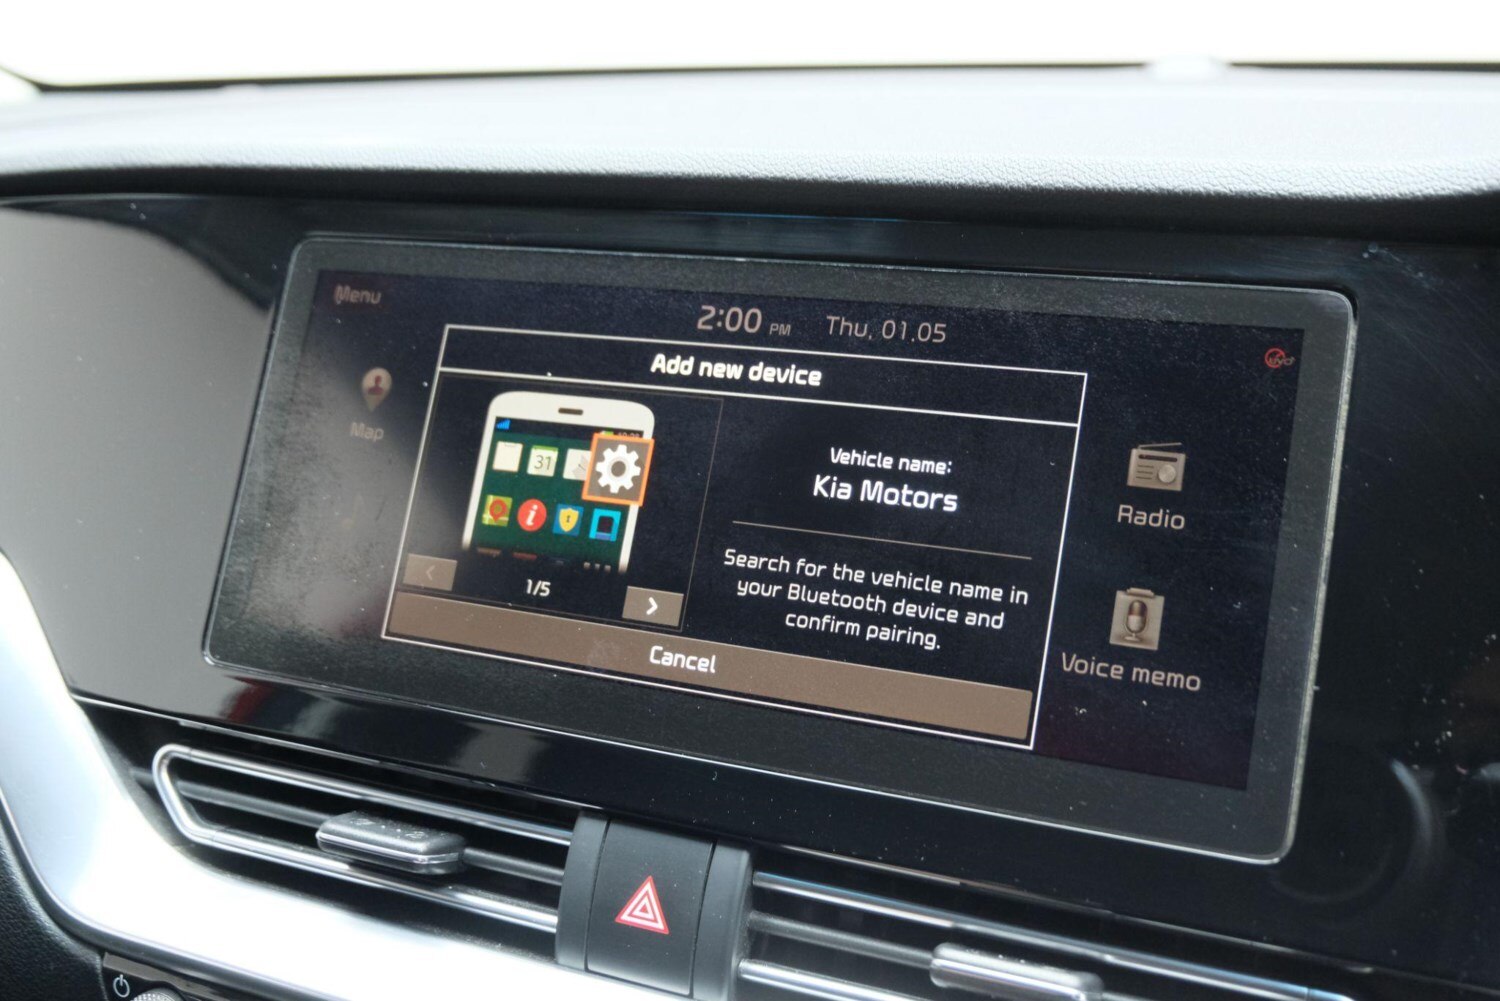 Menu
2:00 PM Thu, 01.05
UVO
Add new device
Map
31
Vehicle name:
Kia Motors
Radio
Search for the vehicle name in
your Bluetooth device and
confirm pairing.
1/5
Cancel
Voice memo